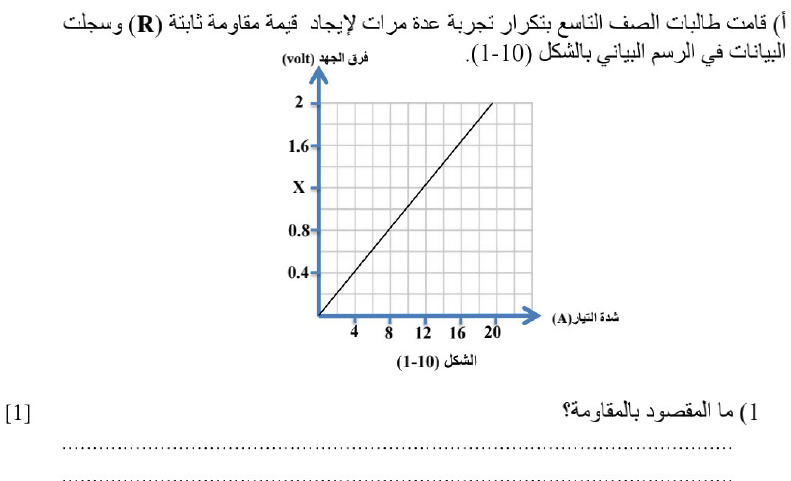 أ) قامت طالبات الصف التاسع بتكرار تجربة عدة مرات لإيجاد قيمة مقاومة ثابتة (R) وسجلت
البيانات في الرسم البياني بالشكل (10-1).
فرق الجهد (volt)
2
1.6
X
0.8
0.4
4 8 12 16 20
شدة التيار(A)
الشكل (10-1)
1) ما المقصود بالمقاومة؟ [1]